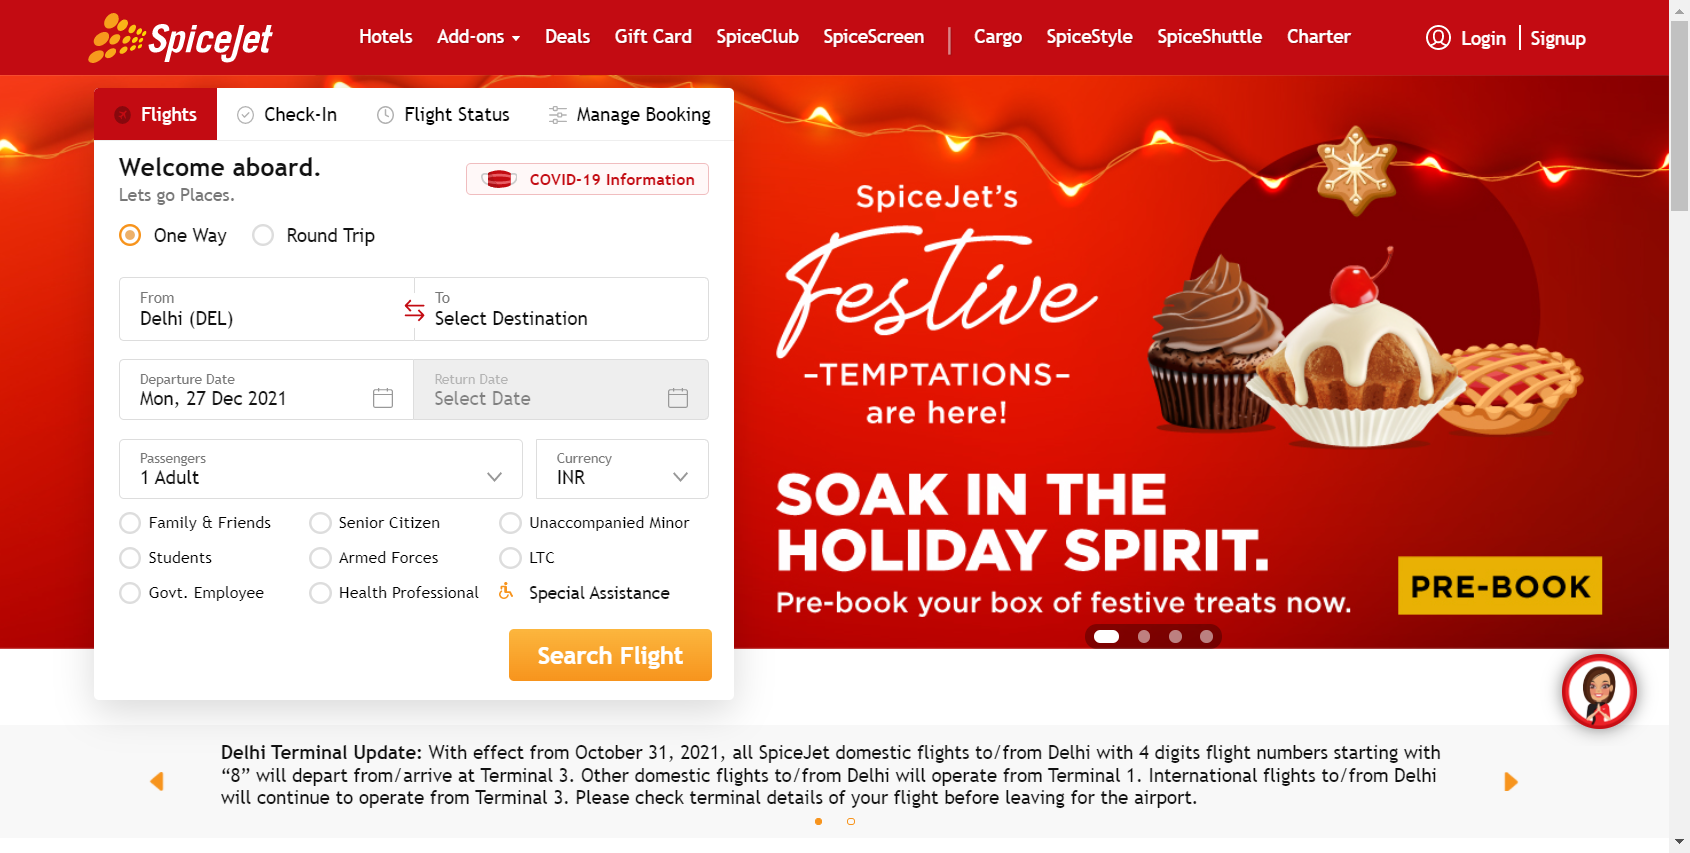 SpiceJet
Hotels Add-ons Deals Gift Card SpiceClub SpiceScreen Cargo SpiceStyle SpiceShuttle Charter Login Signup
Flights Check-In Flight Status Manage Booking
Welcome aboard.
Lets go Places.
COVID-19 Information
One Way Round Trip
From To
Delhi (DEL) Select Destination
Departure Date Return Date
Mon, 27 Dec 2021 Select Date
Passengers Currency
1 Adult INR
Family & Friends Senior Citizen Unaccompanied Minor
Students Armed Forces LTC
Govt. Employee Health Professional Special Assistance
Search Flight
SpiceJet's
Festive
–TEMPTATIONS–
are here!
SOAK IN THE
HOLIDAY SPIRIT.
Pre-book your box of festive treats now.
PRE-BOOK
Delhi Terminal Update: With effect from October 31, 2021, all SpiceJet domestic flights to/from Delhi with 4 digits flight numbers starting with
“8” will depart from/arrive at Terminal 3. Other domestic flights to/from Delhi will operate from Terminal 1. International flights to/from Delhi
will continue to operate from Terminal 3. Please check terminal details of your flight before leaving for the airport.